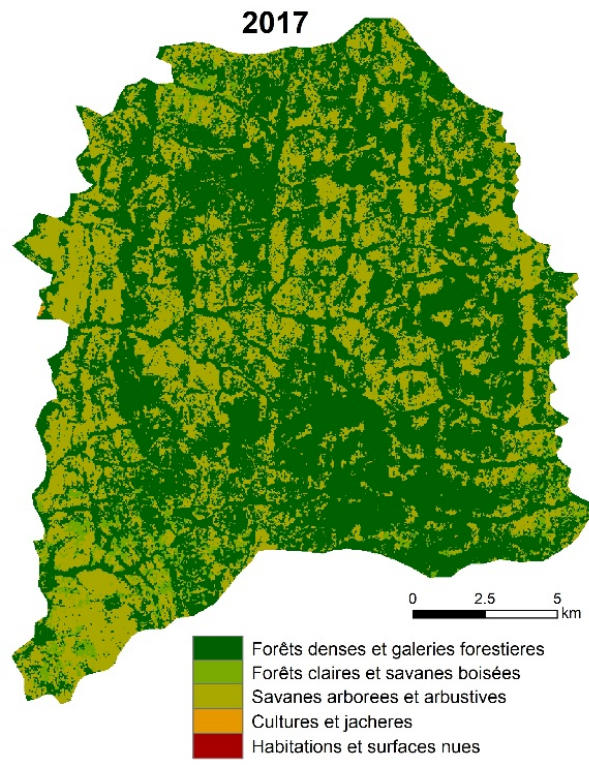 2017
0 2.5 5
km
Forêts denses et galeries forestieres
Forêts claires et savanes boisées
Savanes arborees et arbustives
Cultures et jacheres
Habitations et surfaces nues